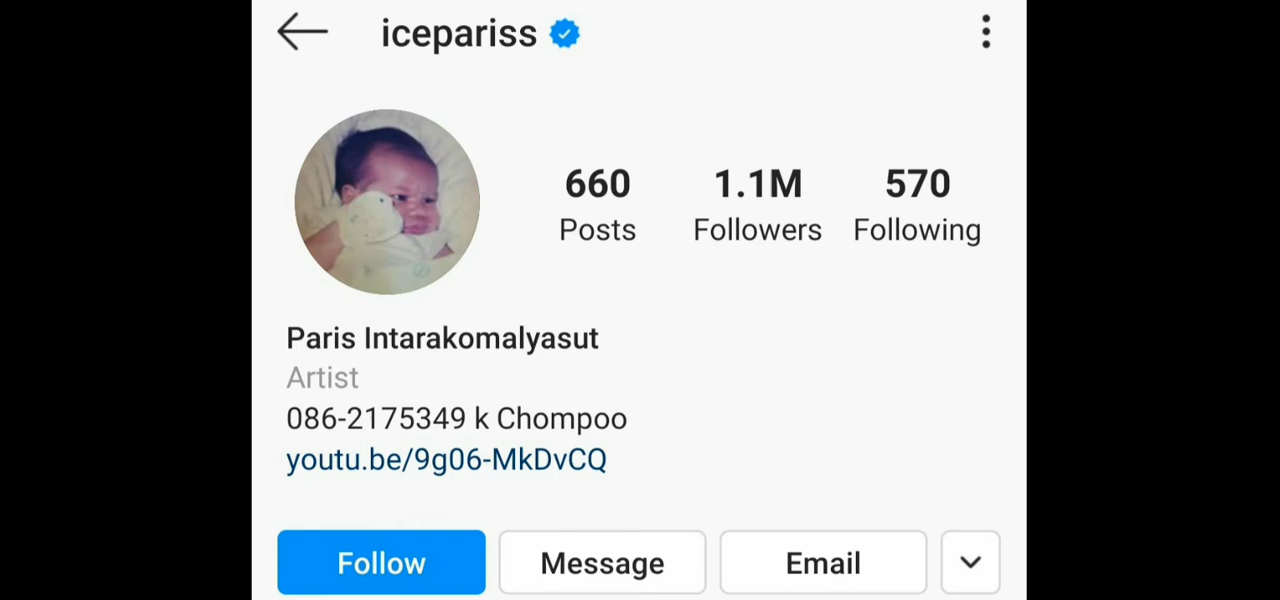 icepariss
660 1.1M 570
Posts Followers Following
Paris Intarakomalyasut
Artist
086-2175349 k Chompoo
youtu.be/9g06-MkDvCQ
Follow Message Email